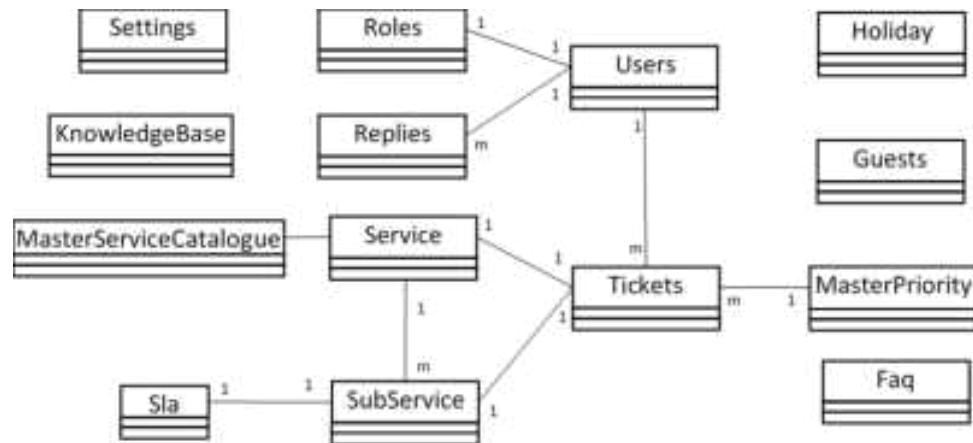 Settings
Roles
Users
Holiday
1
1
1
KnowledgeBase
Replies
m
1
Guests
MasterServiceCatalogue
Service
1
1
m
Tickets
m
1
MasterPriority
1
1
m
Sla
1
1
SubService
1
Faq